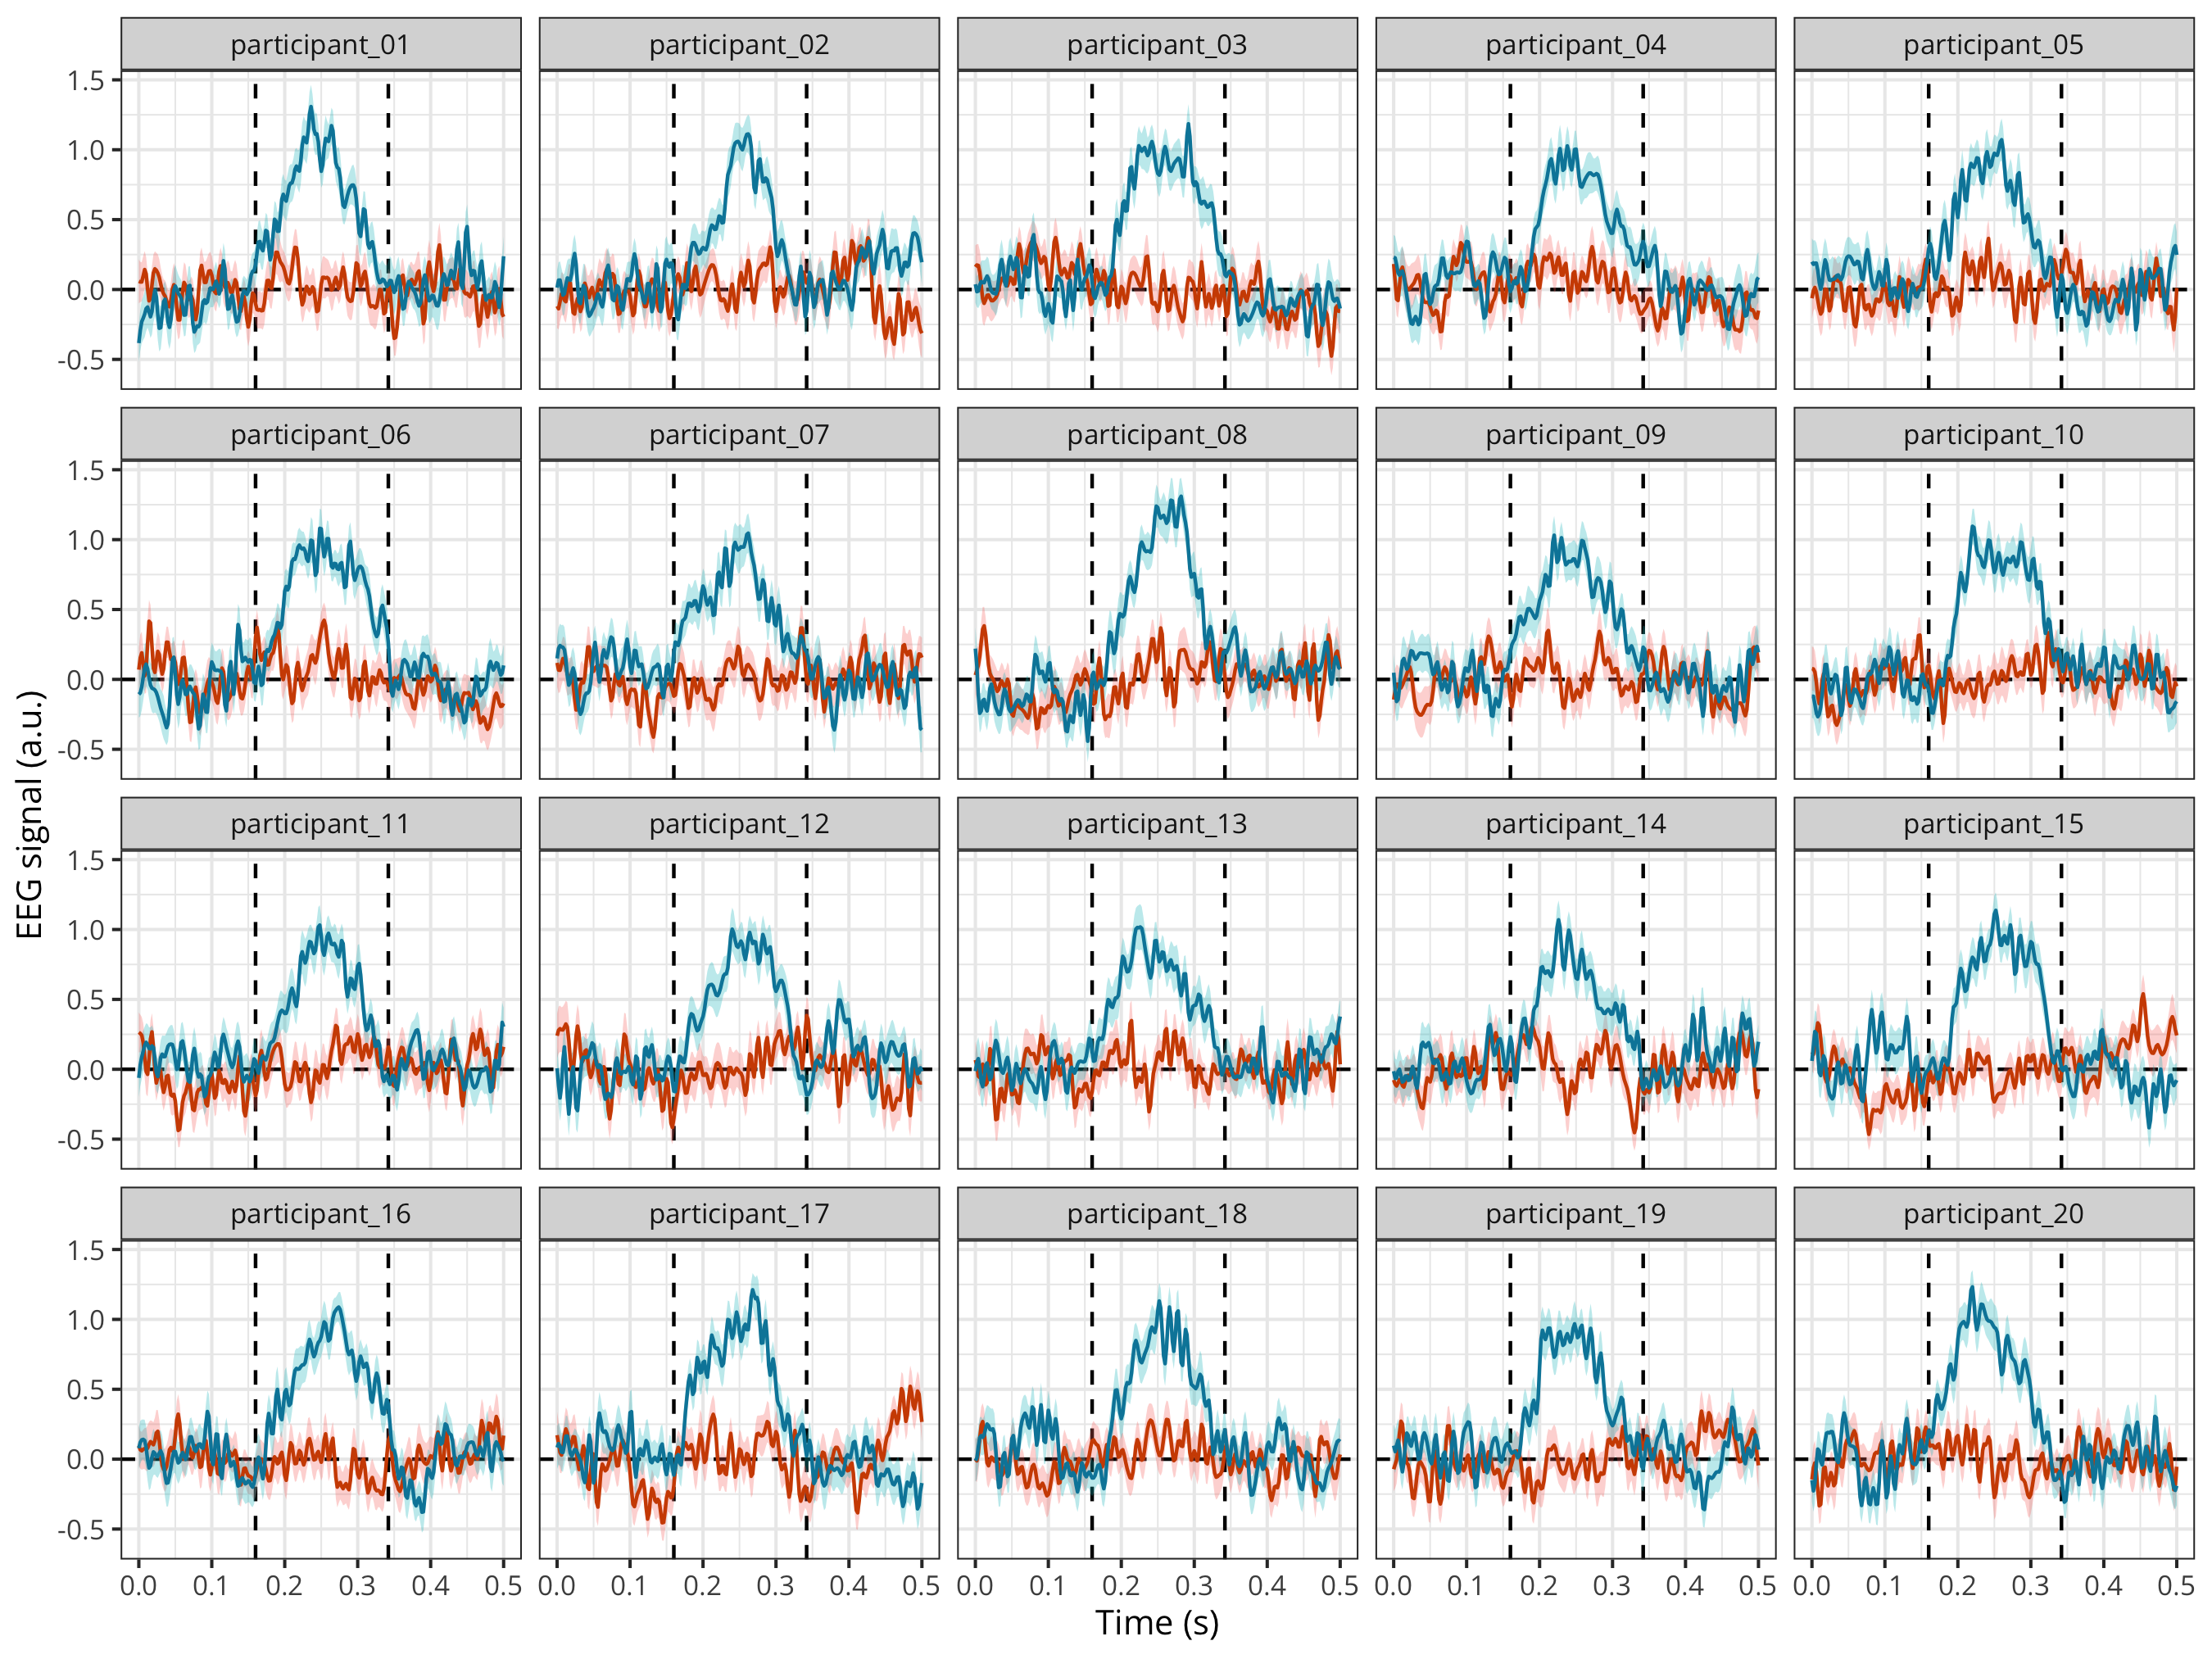 participant_01 participant_02 participant_03 participant_04 participant_05
1.5
1.0
0.5
0.0
-0.5
participant_06 participant_07 participant_08 participant_09 participant_10
1.5
1.0
0.5
0.0
-0.5
participant_11 participant_12 participant_13 participant_14 participant_15
1.5
1.0
0.5
0.0
-0.5
participant_16 participant_17 participant_18 participant_19 participant_20
1.5
1.0
0.5
0.0
-0.5
0.0 0.1 0.2 0.3 0.4 0.5 0.0 0.1 0.2 0.3 0.4 0.5 0.0 0.1 0.2 0.3 0.4 0.5 0.0 0.1 0.2 0.3 0.4 0.5 0.0 0.1 0.2 0.3 0.4 0.5
Time (s)
EEG signal (a.u.)